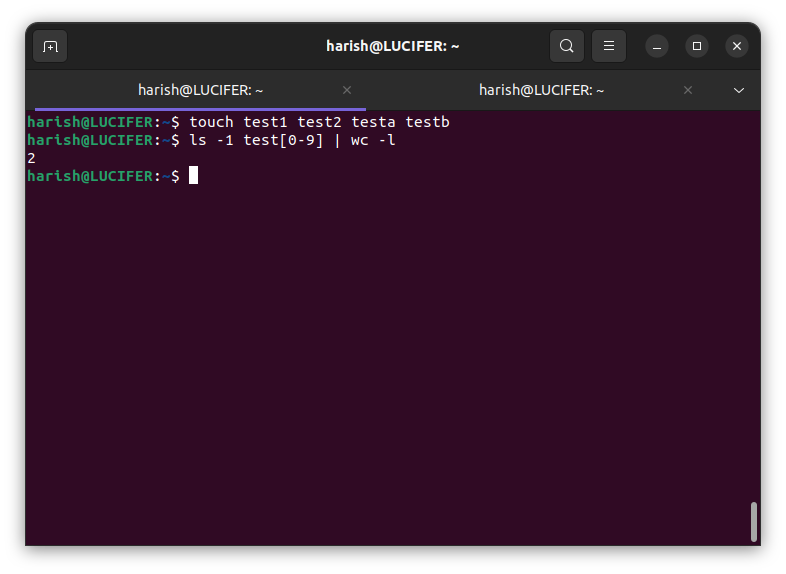 harish@LUCIFER: ~
harish@LUCIFER: ~ harish@LUCIFER: ~
harish@LUCIFER:~$ touch test1 test2 testa testb
harish@LUCIFER:~$ ls -1 test[0-9] | wc -l
2
harish@LUCIFER:~$